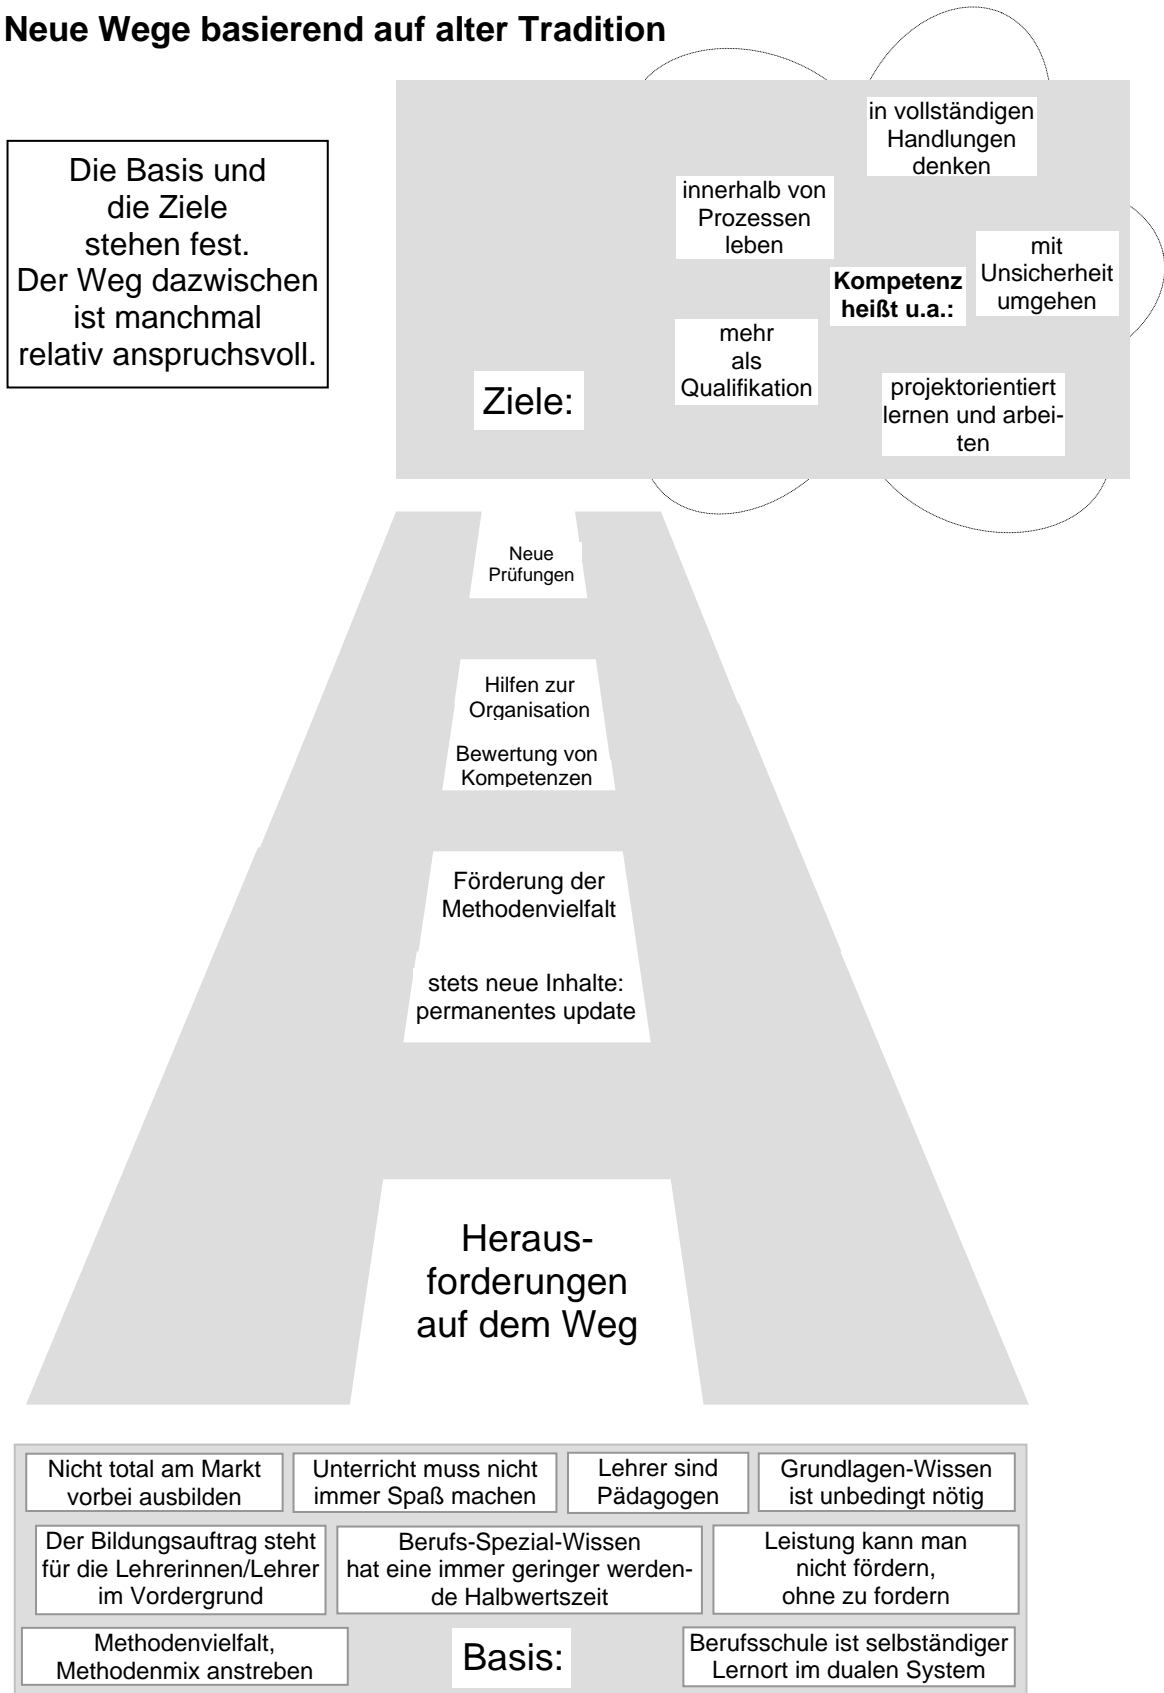 Neue Wege basierend auf alter Tradition
Die Basis und
die Ziele
stehen fest.
Der Weg dazwischen
ist manchmal
relativ anspruchsvoll.
in vollständigen
Handlungen
denken
innerhalb von
Prozessen
leben
mit
Unsicherheit
umgehen
Kompetenz
heißt u.a.:
mehr
als
Qualifikation
Ziele:
projektorientiert
lernen und arbei-
ten
Neue
Prüfungen
Hilfen zur
Organisation
Bewertung von
Kompetenzen
Förderung der
Methodenvielfalt
stets neue Inhalte:
permanentes update
Heraus-
forderungen
auf dem Weg
Nicht total am Markt
vorbei ausbilden
Unterricht muss nicht
immer Spaß machen
Lehrer sind
Pädagogen
Grundlagen-Wissen
ist unbedingt nötig
Der Bildungsauftrag steht
für die Lehrerinnen/Lehrer
im Vordergrund
Berufs-Spezial-Wissen
hat eine immer geringer werden-
de Halbwertszeit
Leistung kann man
nicht fördern,
ohne zu fordern
Methodenvielfalt,
Methodenmix anstreben
Basis:
Berufsschule ist selbständiger
Lernort im dualen System